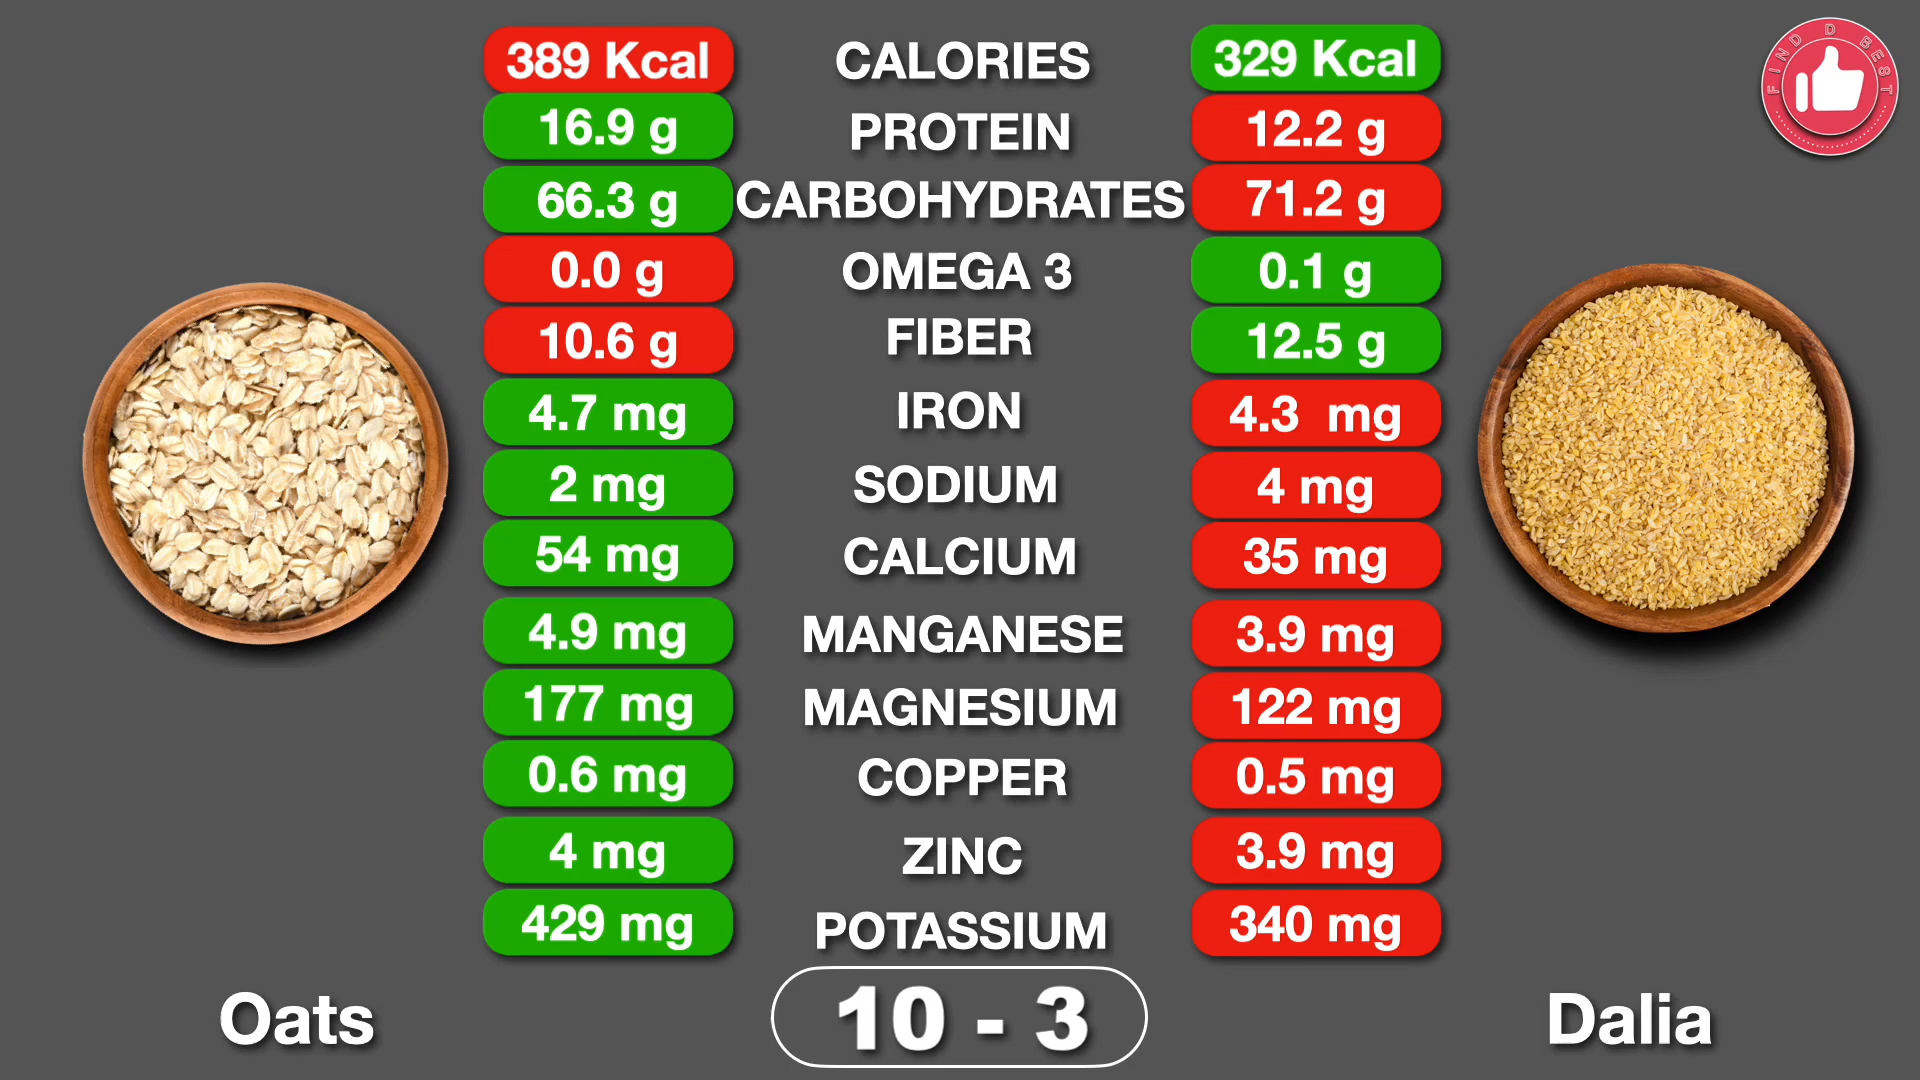 389 Kcal CALORIES 329 Kcal
16.9 g PROTEIN 12.2 g
66.3 g CARBOHYDRATES 71.2 g
0.0 g OMEGA 3 0.1 g
10.6 g FIBER 12.5 g
4.7 mg IRON 4.3 mg
2 mg SODIUM 4 mg
54 mg CALCIUM 35 mg
4.9 mg MANGANESE 3.9 mg
177 mg MAGNESIUM 122 mg
0.6 mg COPPER 0.5 mg
4 mg ZINC 3.9 mg
429 mg POTASSIUM 340 mg
Oats 10 - 3 Dalia
FIND D BEST